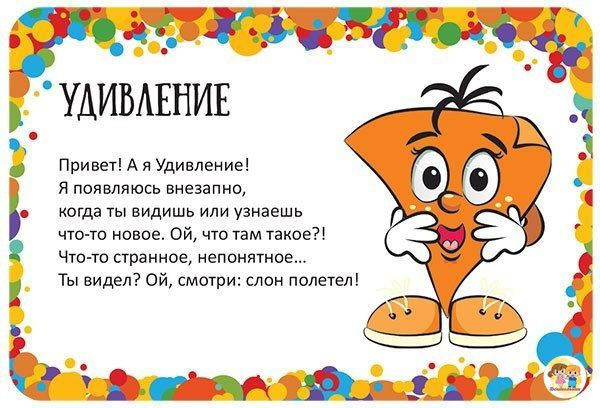 УДИВЛЕНИЕ
Привет! А я Удивление!
Я появляюсь внезапно,
когда ты видишь или узнаешь
что-то новое. Ой, что там такое?!
Что-то странное, непонятное...
Ты видел? Ой, смотри: слон полетел!